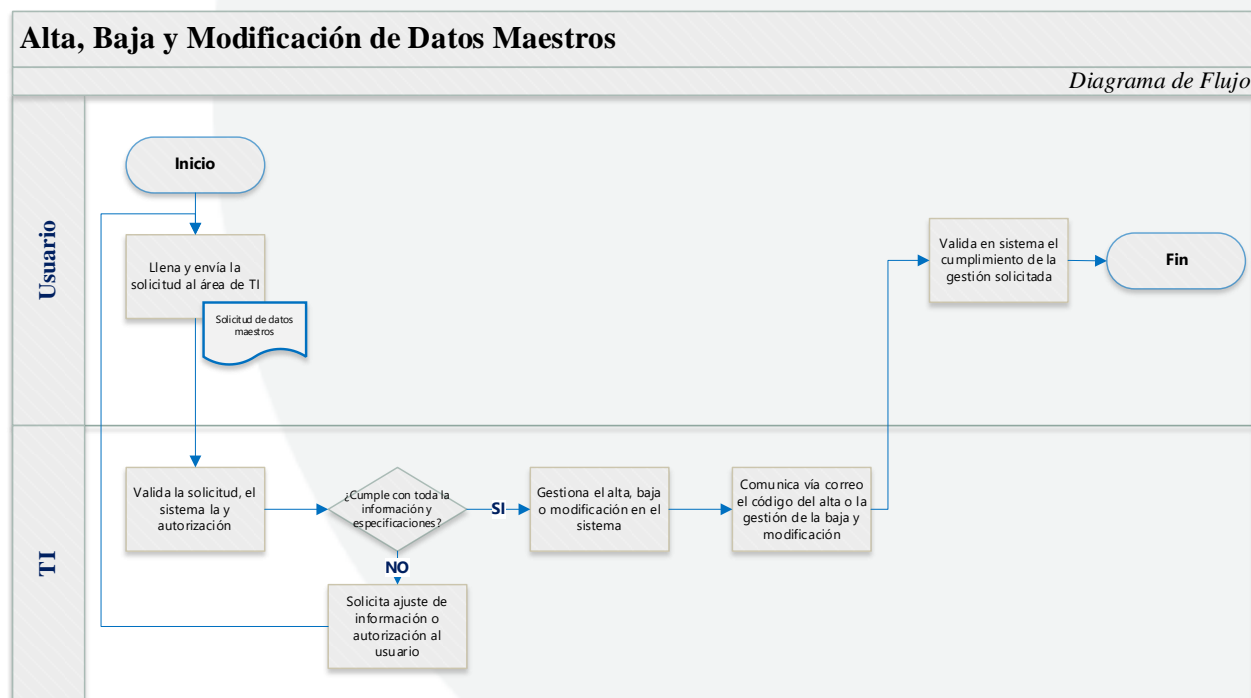 Alta, Baja y Modificación de Datos Maestros
Diagrama de Flujo
Usuario
Inicio
Llena y envía la
solicitud al área de TI
Solicitud de datos
maestros
Valida en sistema el
cumplimiento de la
gestión solicitada
Fin
TI
Valida la solicitud, el
sistema la y
autorización
¿Cumple con toda la
información y
especificaciones?
SI
Gestiona el alta, baja
o modificación en el
sistema
Comunica vía correo
el código del alta o la
gestión de la baja y
modificación
NO
Solicita ajuste de
información o
autorización al
usuario